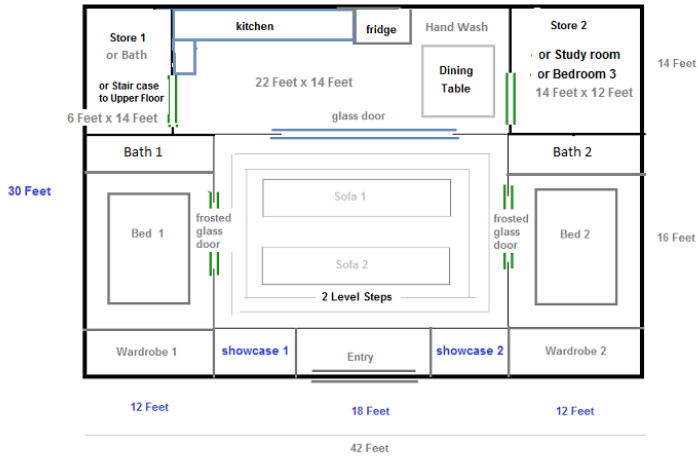 kitchen
fridge
Hand Wash
Store 1
or Bath
Store 2
or Study room
or Bedroom 3
14 Feet x 12 Feet
14 Feet
or Stair case
to Upper Floor
6 Feet x 14 Feet
22 Feet x 14 Feet
Dining
Table
glass door
Bath 1
Bath 2
30 Feet
Bed 1
frosted
glass
door
Sofa 1
Sofa 2
2 Level Steps
frosted
glass
door
Bed 2
16 Feet
Wardrobe 1
showcase 1
Entry
showcase 2
Wardrobe 2
12 Feet
18 Feet
12 Feet
42 Feet